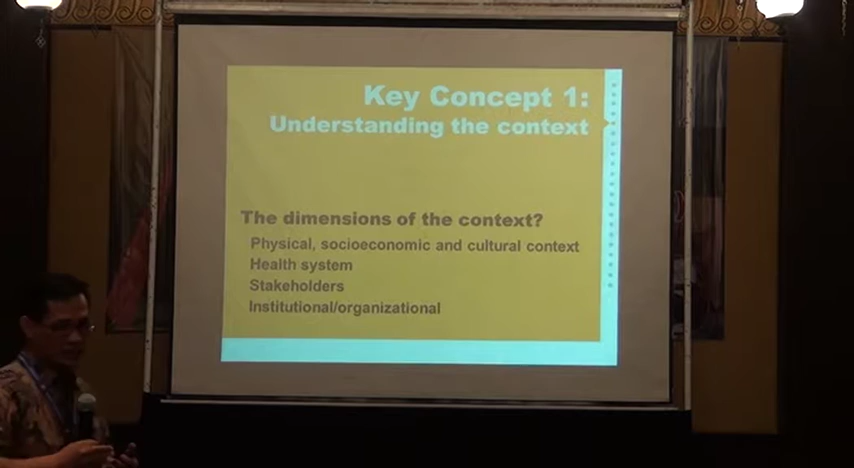 Key Concept 1:
Understanding the context
The dimensions of the context?
Physical, socioeconomic and cultural context
Health system
Stakeholders
Institutional/organizational